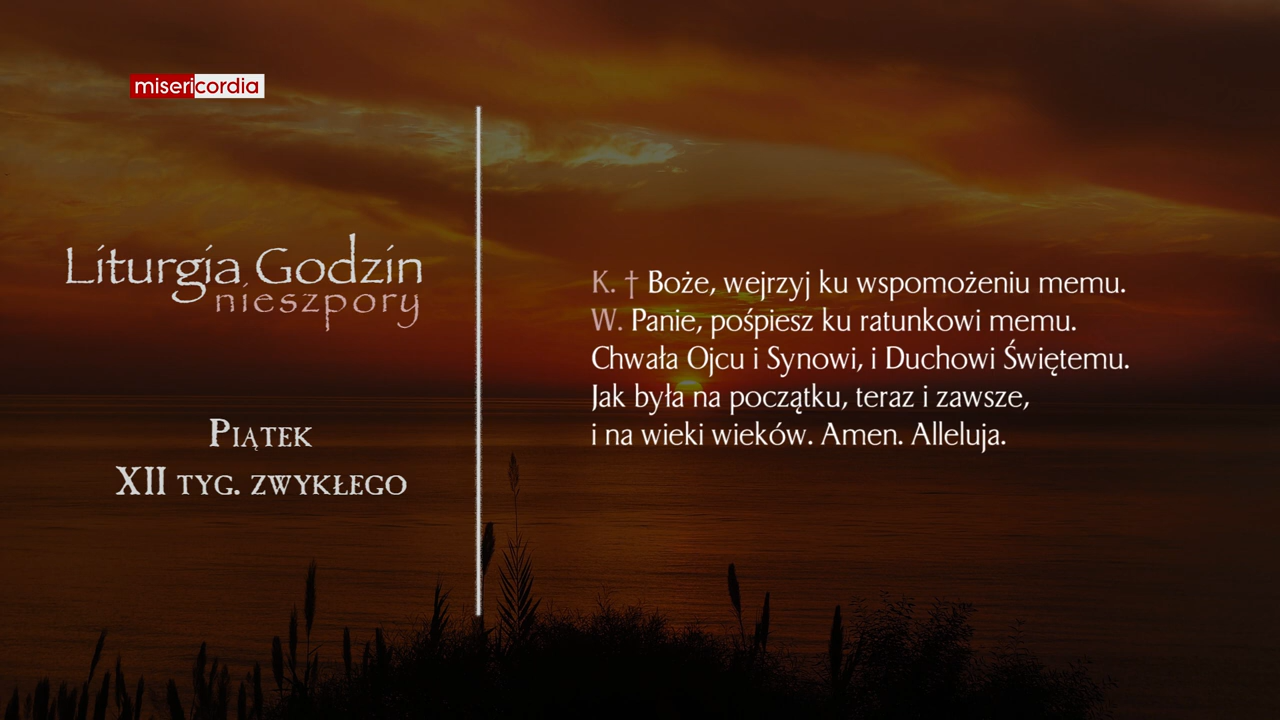 misericordia
Liturgia Godzin
nieszpory
Piątek
XII tyg. zwykłego
K. † Boże, wejrzyj ku wspomożeniu memu.
W. Panie, pośpiesz ku ratunkowi memu.
Chwała Ojcu i Synowi, i Duchowi Świętemu.
Jak była na początku, teraz i zawsze,
i na wieki wieków. Amen. Alleluja.